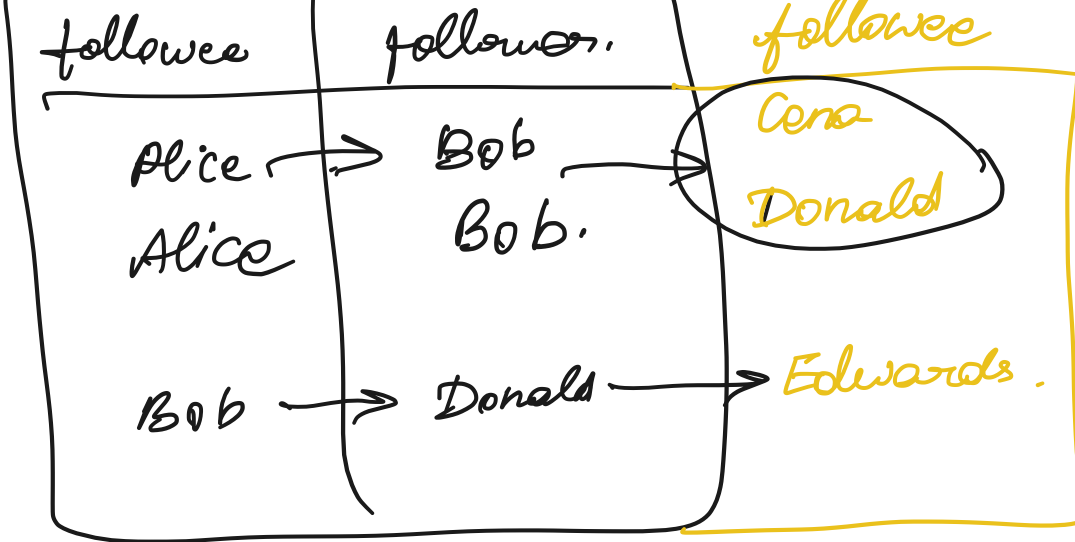 followee follower. followee
Alice Bob Cena
Alice Bob. Donald
Bob Donald Edwards.